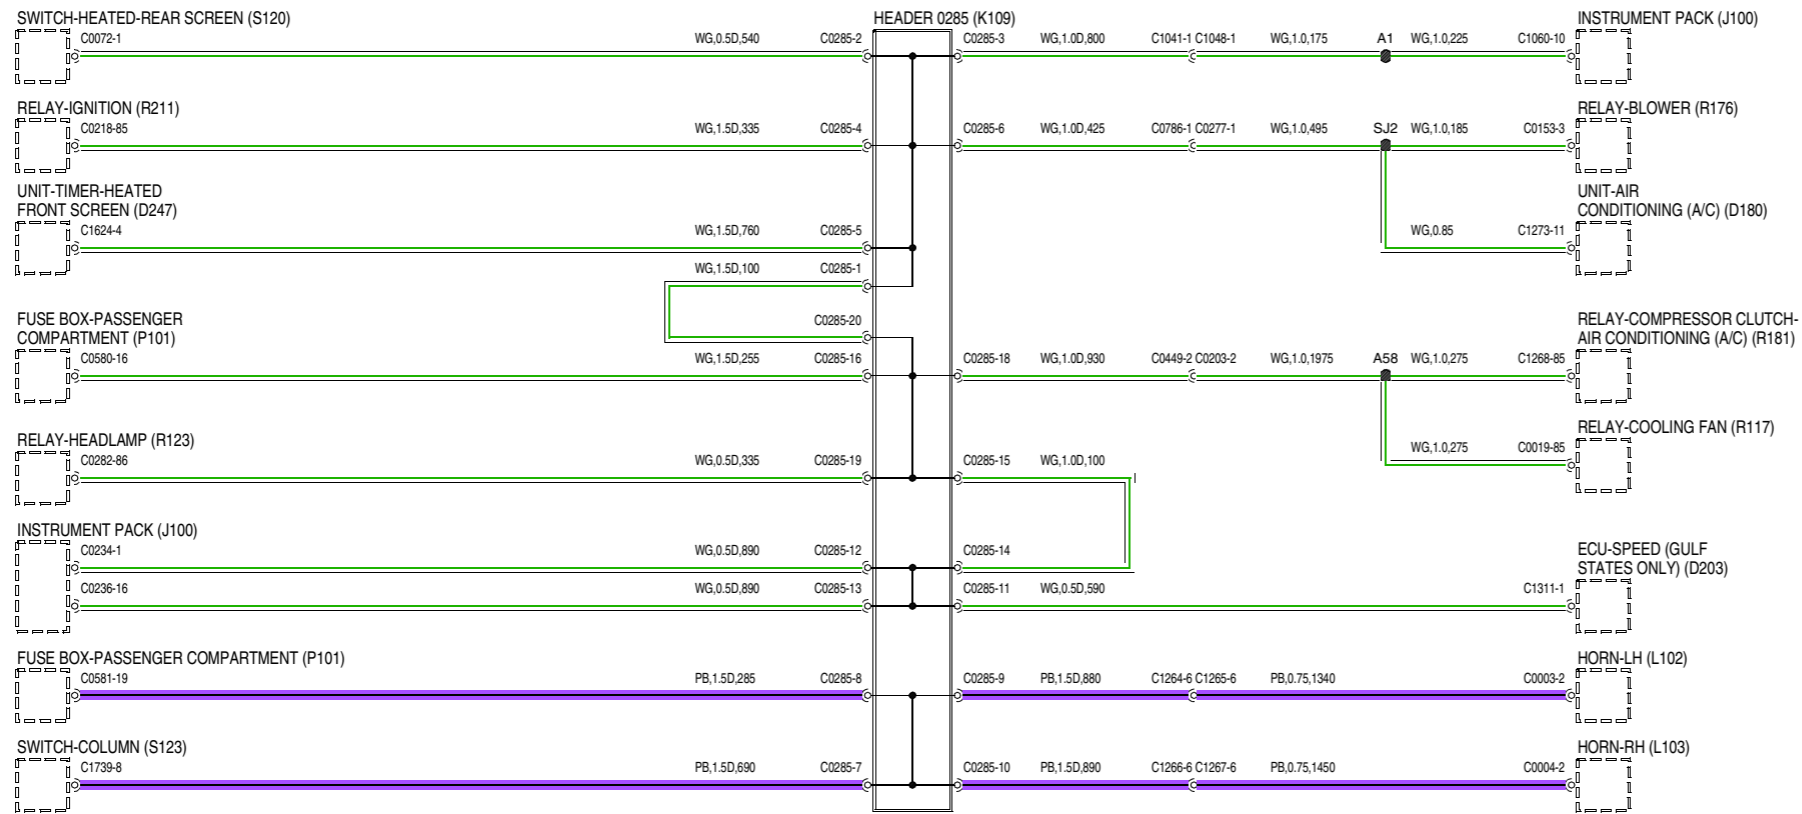 SWITCH-HEATED-REAR SCREEN (S120)
HEADER 0285 (K109)
INSTRUMENT PACK (J100)
C0072-1 WG,0.5D,540 C0285-2 C0285-3 WG,1.0D,800 C1041-1 C1048-1 WG,1.0,175 A1 WG,1.0,225 C1060-10
RELAY-IGNITION (R211)
RELAY-BLOWER (R176)
C0218-85 WG,1.5D,335 C0285-4 C0285-6 WG,1.0D,425 C0786-1 C0277-1 WG,1.0,495 SJ2 WG,1.0,185 C0153-3
UNIT-TIMER-HEATED
FRONT SCREEN (D247)
UNIT-AIR
CONDITIONING (A/C) (D180)
C1624-4 WG,1.5D,760 C0285-5 WG,0.85 C1273-11
WG,1.5D,100 C0285-1
C0285-20
FUSE BOX-PASSENGER
COMPARTMENT (P101)
RELAY-COMPRESSOR CLUTCH-
AIR CONDITIONING (A/C) (R181)
C0580-16 WG,1.5D,255 C0285-16 C0285-18 WG,1.0D,930 C0449-2 C0203-2 WG,1.0,1975 A58 WG,1.0,275 C1268-85
RELAY-COOLING FAN (R117)
WG,1.0,275 C0019-85
RELAY-HEADLAMP (R123)
C0282-86 WG,0.5D,335 C0285-19 C0285-15 WG,1.0D,100
INSTRUMENT PACK (J100)
C0234-1 WG,0.5D,890 C0285-12 C0285-14
ECU-SPEED (GULF
STATES ONLY) (D203)
C0236-16 WG,0.5D,890 C0285-13 C0285-11 WG,0.5D,590 C1311-1
FUSE BOX-PASSENGER COMPARTMENT (P101)
HORN-LH (L102)
C0581-19 PB,1.5D,285 C0285-8 C0285-9 PB,1.5D,880 C1264-6 C1265-6 PB,0.75,1340 C0003-2
SWITCH-COLUMN (S123)
HORN-RH (L103)
C1739-8 PB,1.5D,690 C0285-7 C0285-10 PB,1.5D,890 C1266-6 C1267-6 PB,0.75,1450 C0004-2